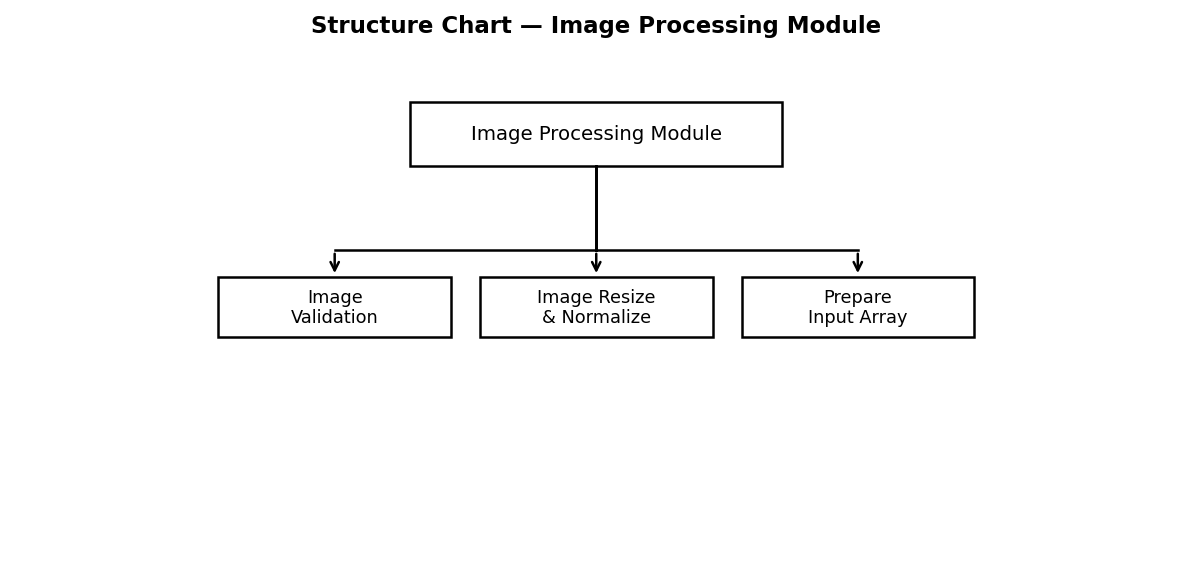 Structure Chart — Image Processing Module
Image Processing Module
Image
Validation
Image Resize
& Normalize
Prepare
Input Array